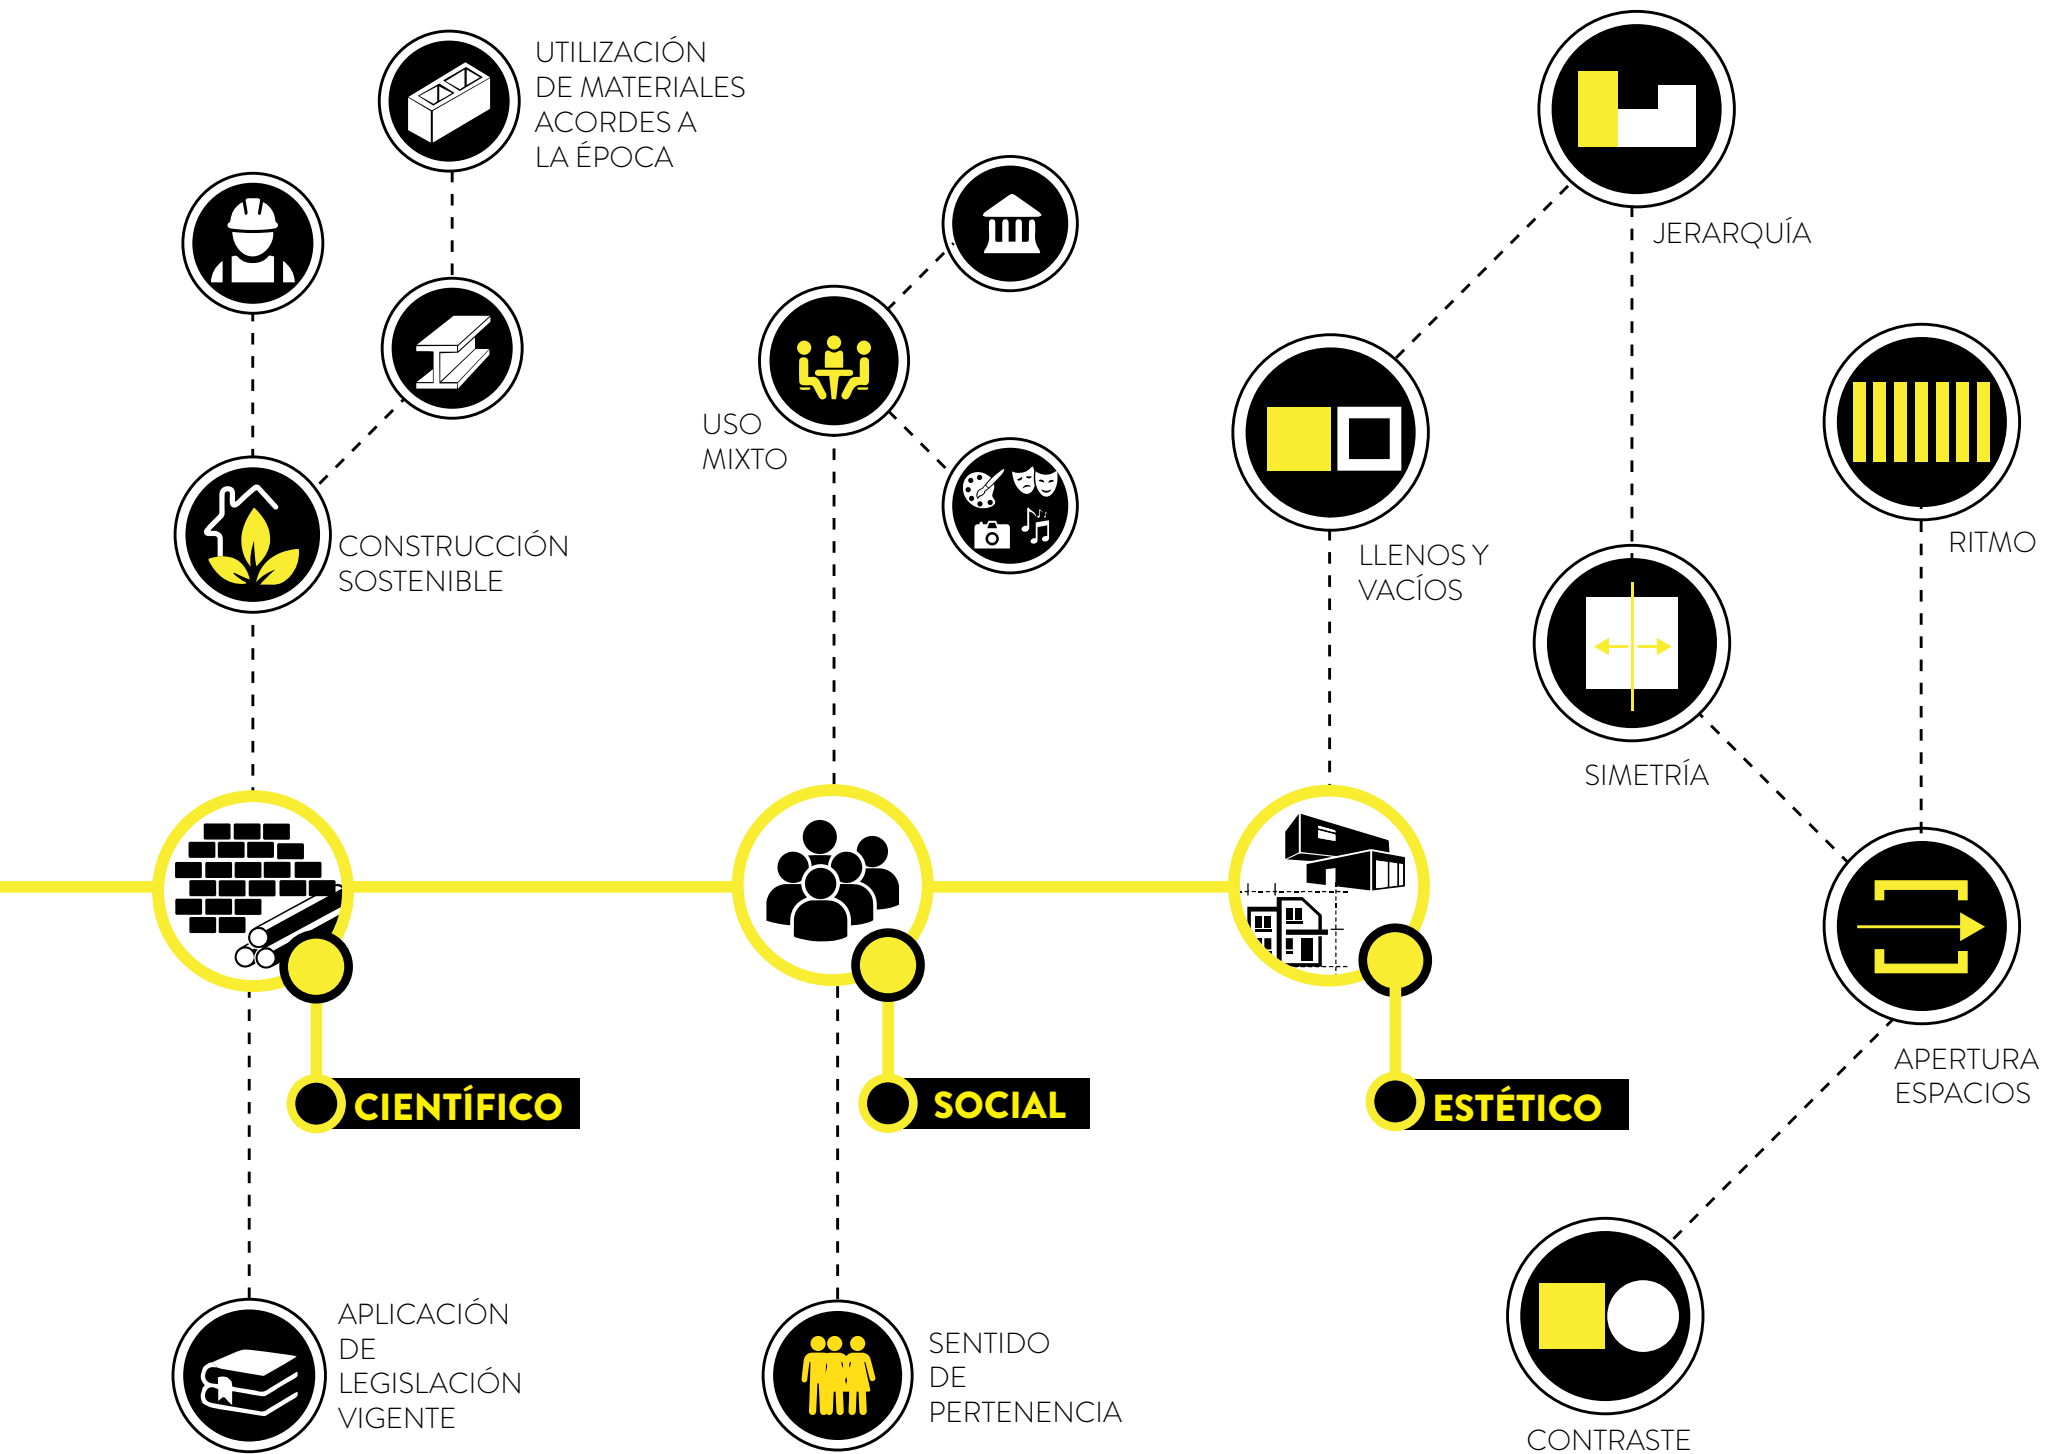 UTILIZACIÓN
DE MATERIALES
ACORDES A
LA ÉPOCA
CONSTRUCCIÓN
SOSTENIBLE
USO
MIXTO
JERARQUÍA
LLENOS Y
VACÍOS
RITMO
SIMETRÍA
APERTURA
ESPACIOS
CIENTÍFICO
SOCIAL
ESTÉTICO
APLICACIÓN
DE
LEGISLACIÓN
VIGENTE
SENTIDO
DE
PERTENENCIA
CONTRASTE